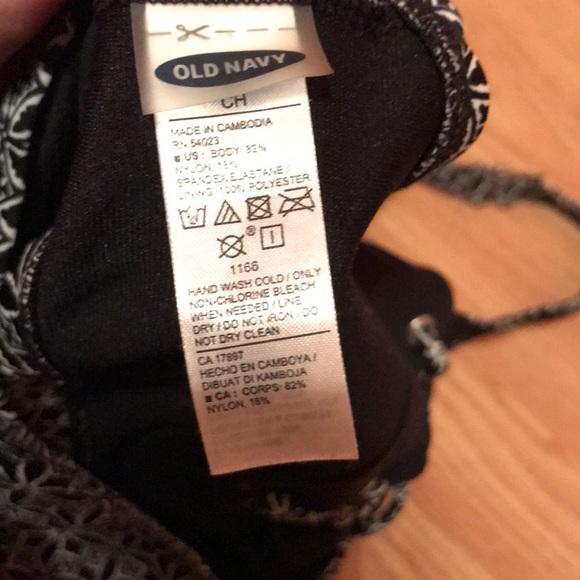 OLD NAVY
CH
MADE IN CAMBODIA
RN 54023
US: BODY 82%
NYLON, 18%
SPANDEX, ELASTANE /
LINING: 100% POLYESTER
®
1166
HAND WASH COLD / ONLY
NON-CHLORINE BLEACH
WHEN NEEDED / LINE
DRY / DO NOT IRON / DO
NOT DRY CLEAN
CA 17897
HECHO EN CAMBOYA /
DIBUAT DI KAMBOJA
CA: CORPS: 82%
NYLON, 18%